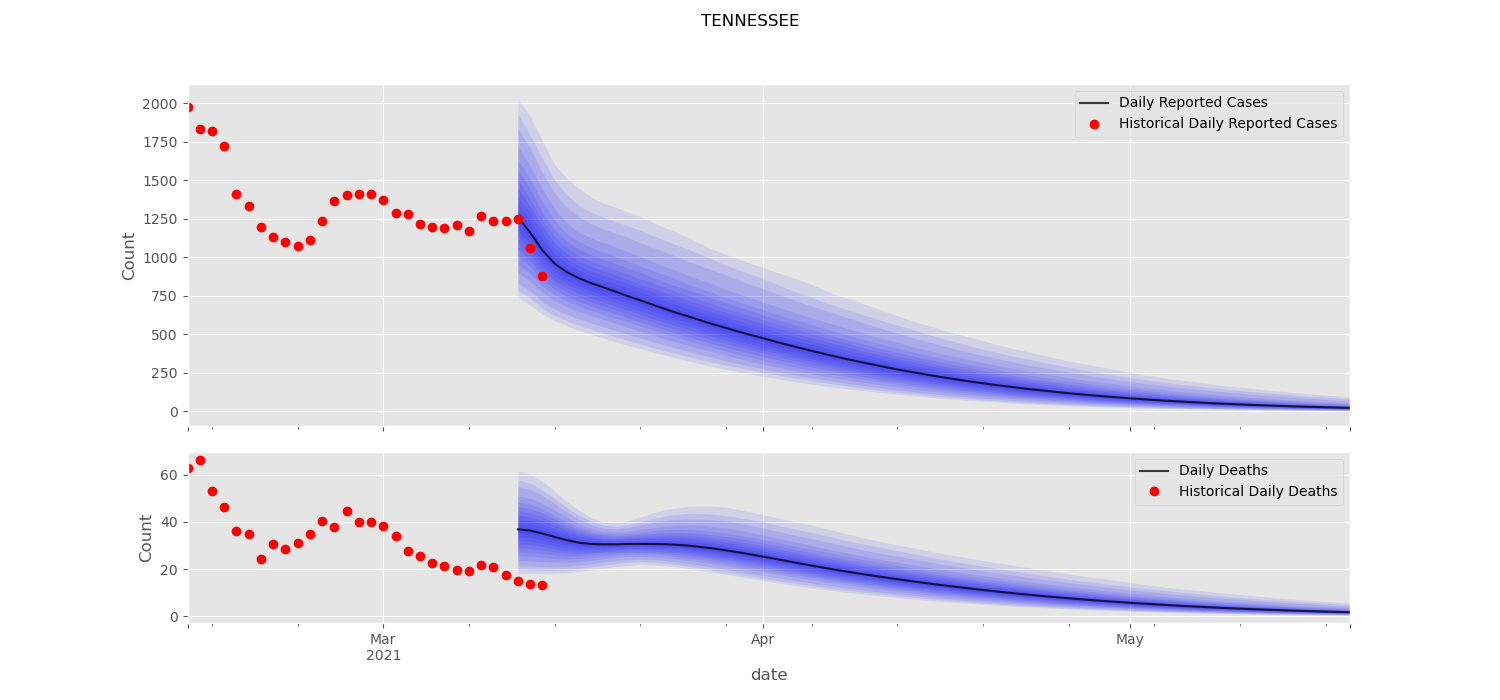 TENNESSEE
2000
1750
1500
1250
1000
750
500
250
0
Count
Daily Reported Cases
Historical Daily Reported Cases
60
40
20
0
Count
Daily Deaths
Historical Daily Deaths
Mar
2021
Apr
May
date